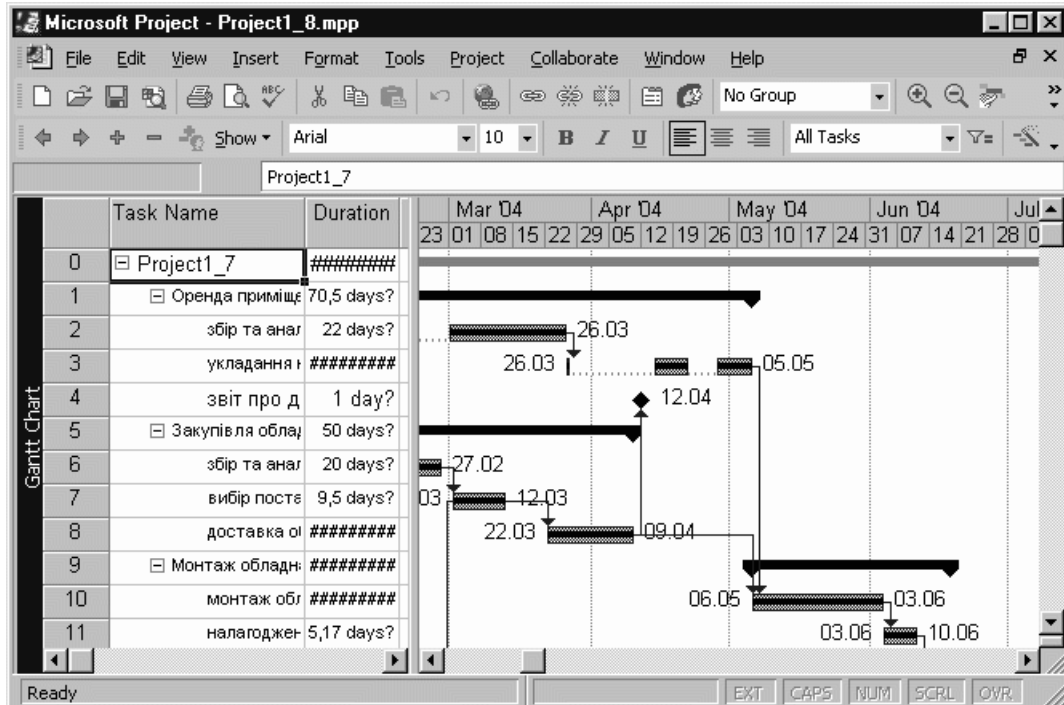 Microsoft Project - Project1_8.mpp
File Edit View Insert Format Tools Project Collaborate Window Help
ABC No Group »
Show Arial 10 B I U All Tasks
Project1_7
Task Name Duration Mar '04 Apr '04 May '04 Jun '04 Jul
23 01 08 15 22 29 05 12 19 26 03 10 17 24 31 07 14 21 28 0
0 Project1_7 #########
1 Оренда приміще 70,5 days?
2 збір та анал 22 days? 26.03
3 укладання н ######### 26.03 05.05
4 звіт про д 1 day? 12.04
5 Закупівля облад 50 days?
6 збір та анал 20 days? 27.02
7 вибір поста 9,5 days? 03 12.03
8 доставка об ######### 22.03 09.04
9 Монтаж обладна #########
10 монтаж обл ######### 06.05 03.06
11 налагоджен 5,17 days? 03.06 10.06
Gantt Chart
Ready EXT CAPS NUM SCRL OVR